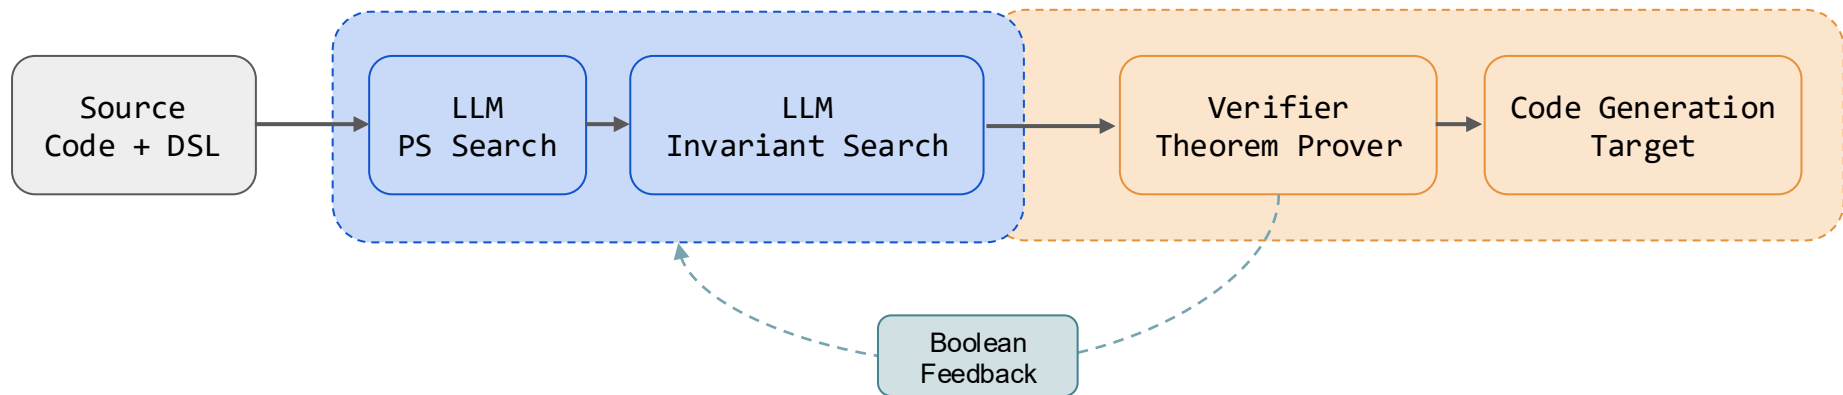 Source
Code + DSL
LLM
PS Search
LLM
Invariant Search
Verifier
Theorem Prover
Code Generation
Target
Boolean
Feedback